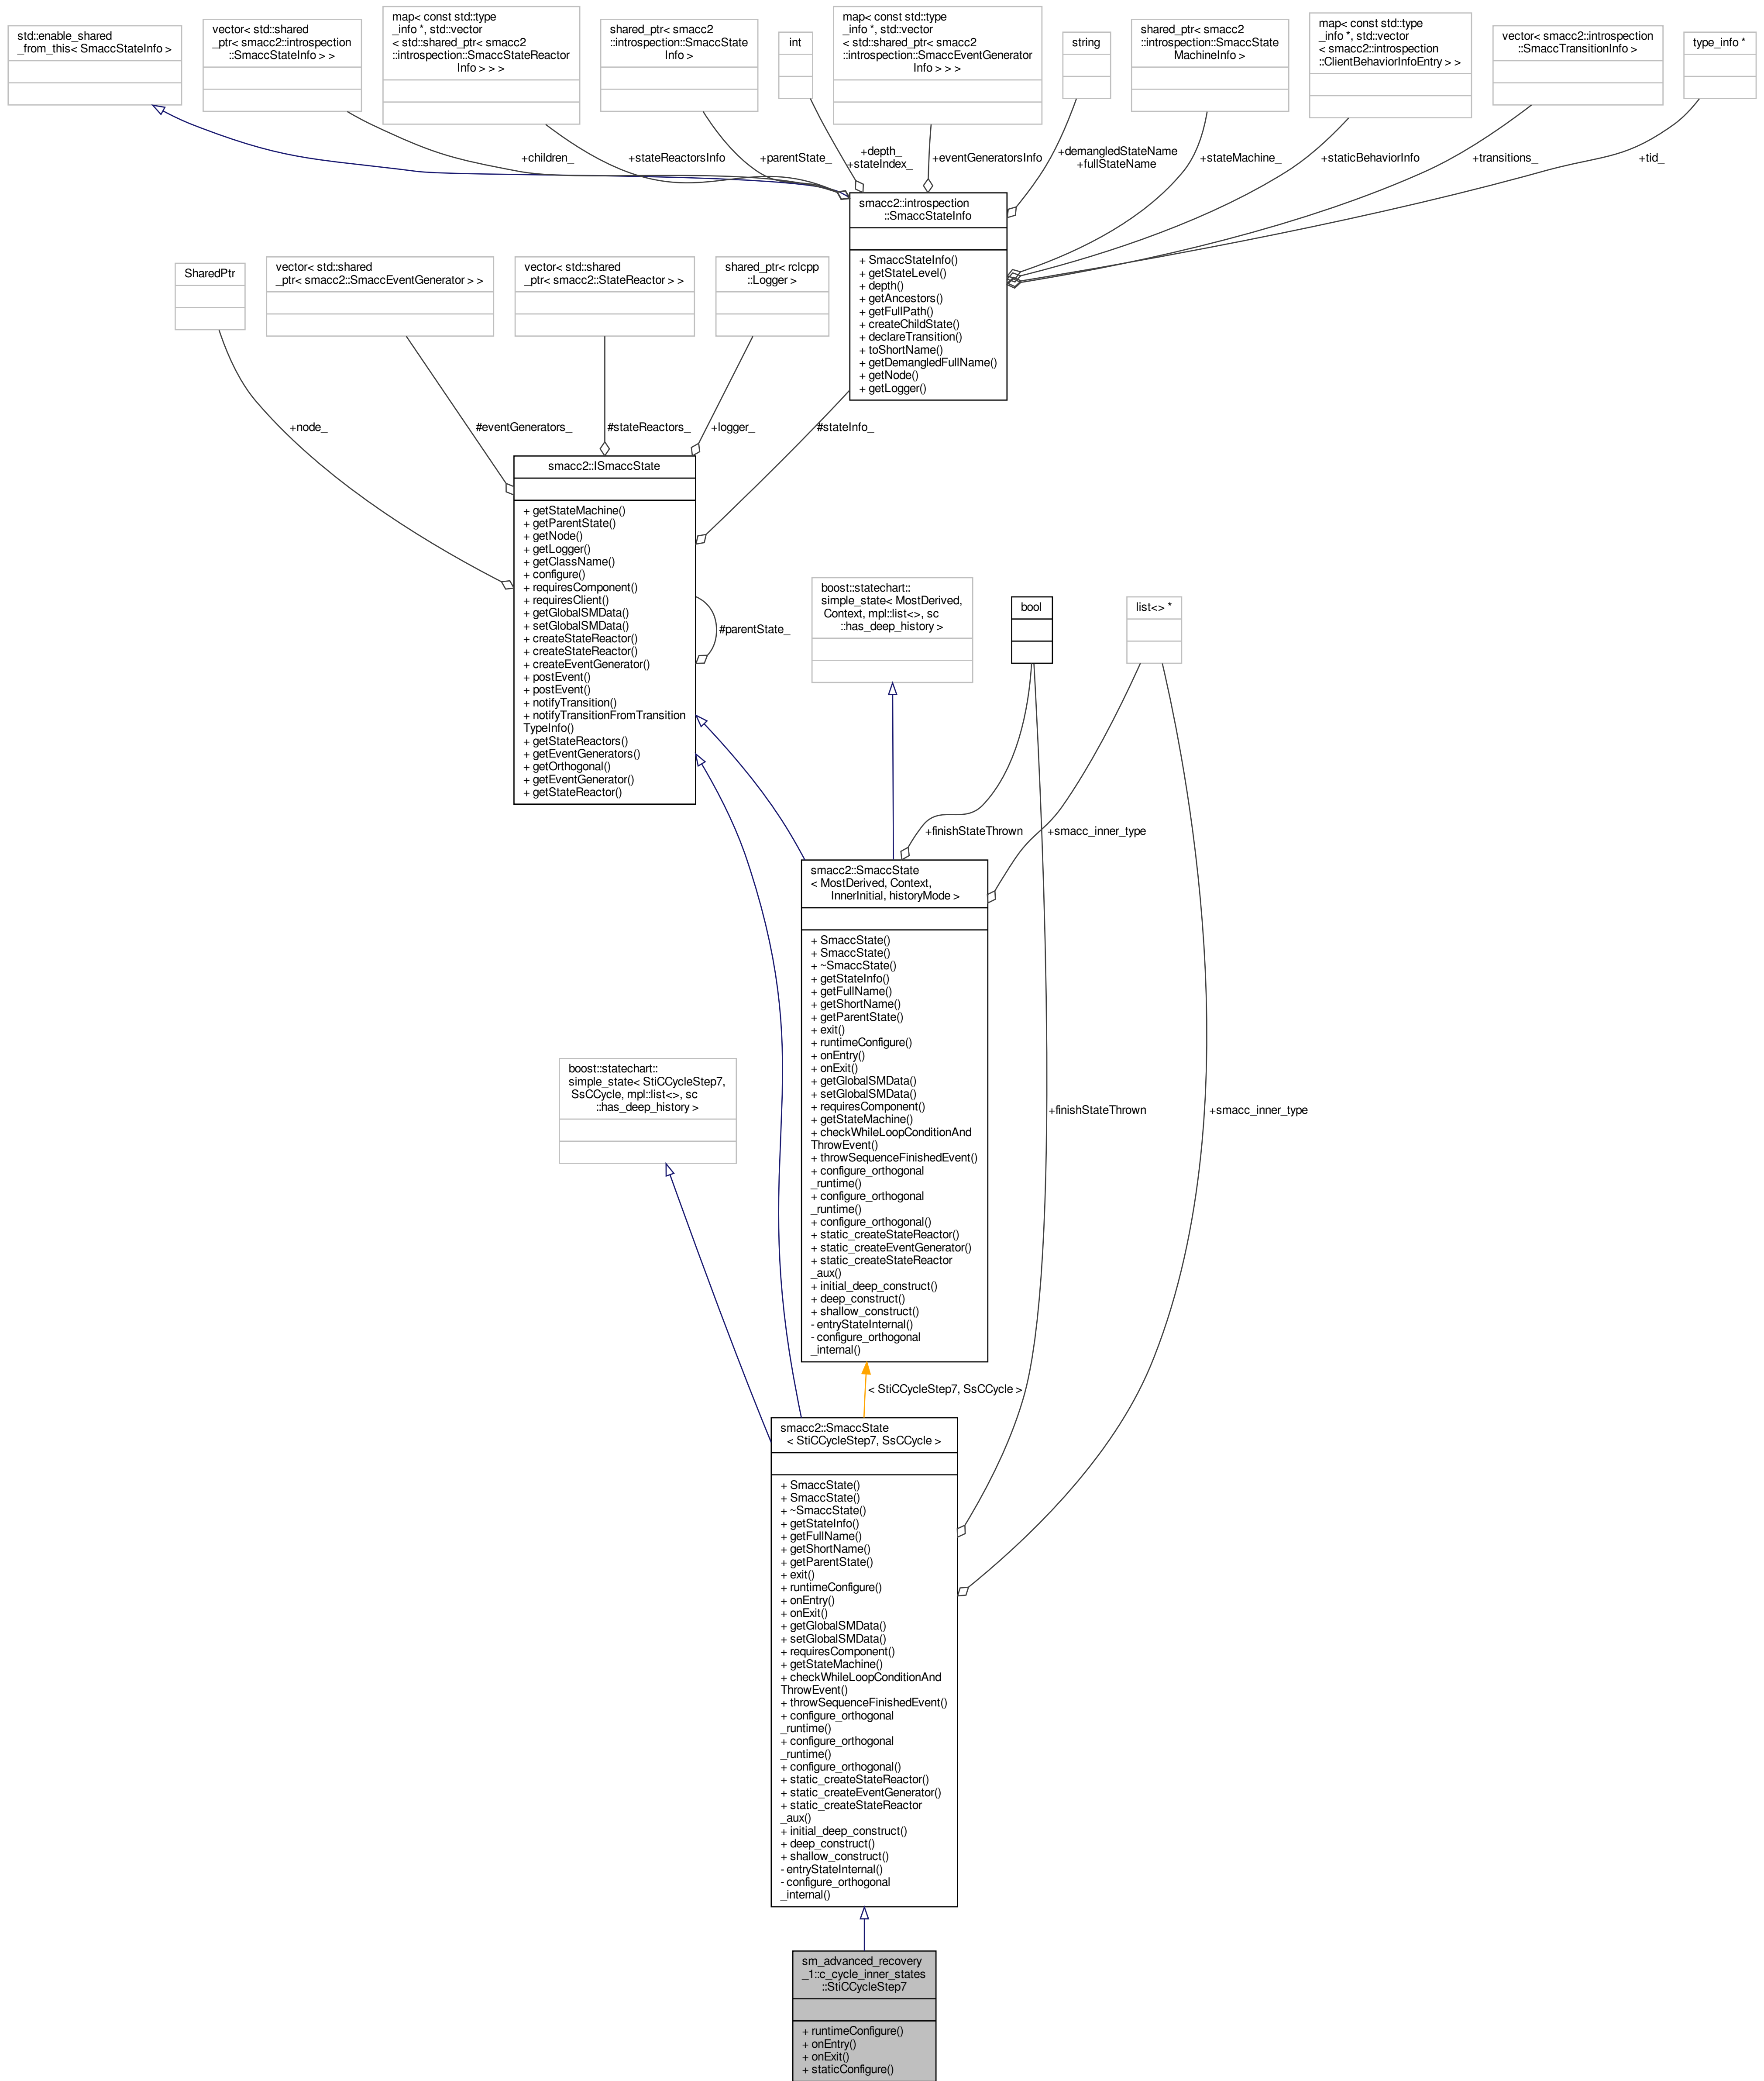 std::enable_shared
_from_this< SmaccStateInfo >
vector< std::shared
_ptr< smacc2::introspection
::SmaccStateInfo > >
map< const std::type
_info *, std::vector
< std::shared_ptr< smacc2
::introspection::SmaccStateReactor
Info > > >
shared_ptr< smacc2
::introspection::SmaccState
Info >
int
map< const std::type
_info *, std::vector
< std::shared_ptr< smacc2
::introspection::SmaccEventGenerator
Info > > >
string
shared_ptr< smacc2
::introspection::SmaccState
MachineInfo >
map< const std::type
_info *, std::vector
< smacc2::introspection
::ClientBehaviorInfoEntry > >
vector< smacc2::introspection
::SmaccTransitionInfo >
type_info *
+children_
+stateReactorsInfo
+parentState_
+depth_
+stateIndex_
+eventGeneratorsInfo
+demangledStateName
+fullStateName
+stateMachine_
+staticBehaviorInfo
+transitions_
+tid_
smacc2::introspection
::SmaccStateInfo
+ SmaccStateInfo()
+ getStateLevel()
+ depth()
+ getAncestors()
+ getFullPath()
+ createChildState()
+ declareTransition()
+ toShortName()
+ getDemangledFullName()
+ getNode()
+ getLogger()
SharedPtr
vector< std::shared
_ptr< smacc2::SmaccEventGenerator > >
vector< std::shared
_ptr< smacc2::StateReactor > >
shared_ptr< rclcpp
::Logger >
+node_
#eventGenerators_
#stateReactors_
+logger_
#stateInfo_
smacc2::ISmaccState
+ getStateMachine()
+ getParentState()
+ getNode()
+ getLogger()
+ getClassName()
+ configure()
+ requiresComponent()
+ requiresClient()
+ getGlobalSMData()
+ setGlobalSMData()
+ createStateReactor()
+ createStateReactor()
+ createEventGenerator()
+ postEvent()
+ postEvent()
+ notifyTransition()
+ notifyTransitionFromTransition
TypeInfo()
+ getStateReactors()
+ getEventGenerators()
+ getOrthogonal()
+ getEventGenerator()
+ getStateReactor()
#parentState_
boost::statechart::
simple_state< MostDerived,
Context, mpl::list<>, sc
::has_deep_history >
bool
list<> *
+finishStateThrown
+smacc_inner_type
smacc2::SmaccState
< MostDerived, Context,
InnerInitial, historyMode >
+ SmaccState()
+ SmaccState()
+ ~SmaccState()
+ getStateInfo()
+ getFullName()
+ getShortName()
+ getParentState()
+ exit()
+ runtimeConfigure()
+ onEntry()
+ onExit()
+ getGlobalSMData()
+ setGlobalSMData()
+ requiresComponent()
+ getStateMachine()
+ checkWhileLoopConditionAnd
ThrowEvent()
+ throwSequenceFinishedEvent()
+ configure_orthogonal
_runtime()
+ configure_orthogonal
_runtime()
+ configure_orthogonal()
+ static_createStateReactor()
+ static_createEventGenerator()
+ static_createStateReactor
_aux()
+ initial_deep_construct()
+ deep_construct()
+ shallow_construct()
- entryStateInternal()
- configure_orthogonal
_internal()
boost::statechart::
simple_state< StiCCycleStep7,
SsCCycle, mpl::list<>, sc
::has_deep_history >
+finishStateThrown
+smacc_inner_type
< StiCCycleStep7, SsCCycle >
smacc2::SmaccState
< StiCCycleStep7, SsCCycle >
+ SmaccState()
+ SmaccState()
+ ~SmaccState()
+ getStateInfo()
+ getFullName()
+ getShortName()
+ getParentState()
+ exit()
+ runtimeConfigure()
+ onEntry()
+ onExit()
+ getGlobalSMData()
+ setGlobalSMData()
+ requiresComponent()
+ getStateMachine()
+ checkWhileLoopConditionAnd
ThrowEvent()
+ throwSequenceFinishedEvent()
+ configure_orthogonal
_runtime()
+ configure_orthogonal
_runtime()
+ configure_orthogonal()
+ static_createStateReactor()
+ static_createEventGenerator()
+ static_createStateReactor
_aux()
+ initial_deep_construct()
+ deep_construct()
+ shallow_construct()
- entryStateInternal()
- configure_orthogonal
_internal()
sm_advanced_recovery
_1::c_cycle_inner_states
::StiCCycleStep7
+ runtimeConfigure()
+ onEntry()
+ onExit()
+ staticConfigure()